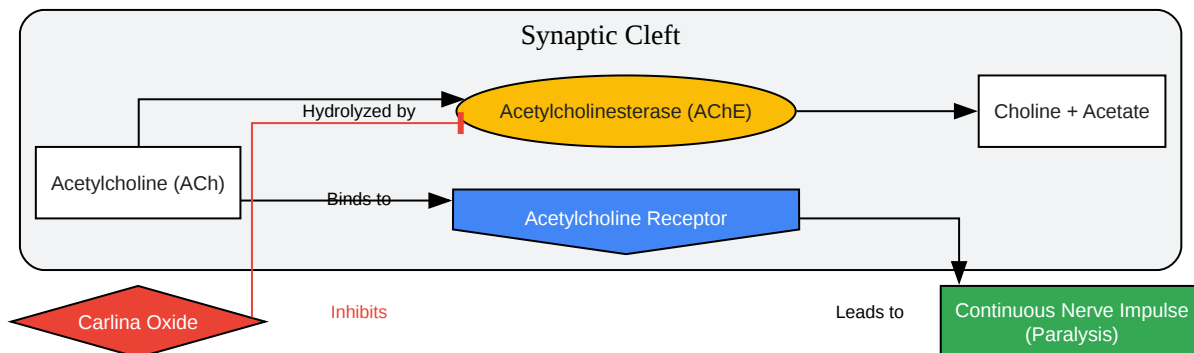 Synaptic Cleft
Hydrolyzed by
Acetylcholinesterase (AChE)
Choline + Acetate
Acetylcholine (ACh)
Binds to
Acetylcholine Receptor
Carlina Oxide
Inhibits
Leads to
Continuous Nerve Impulse
(Paralysis)